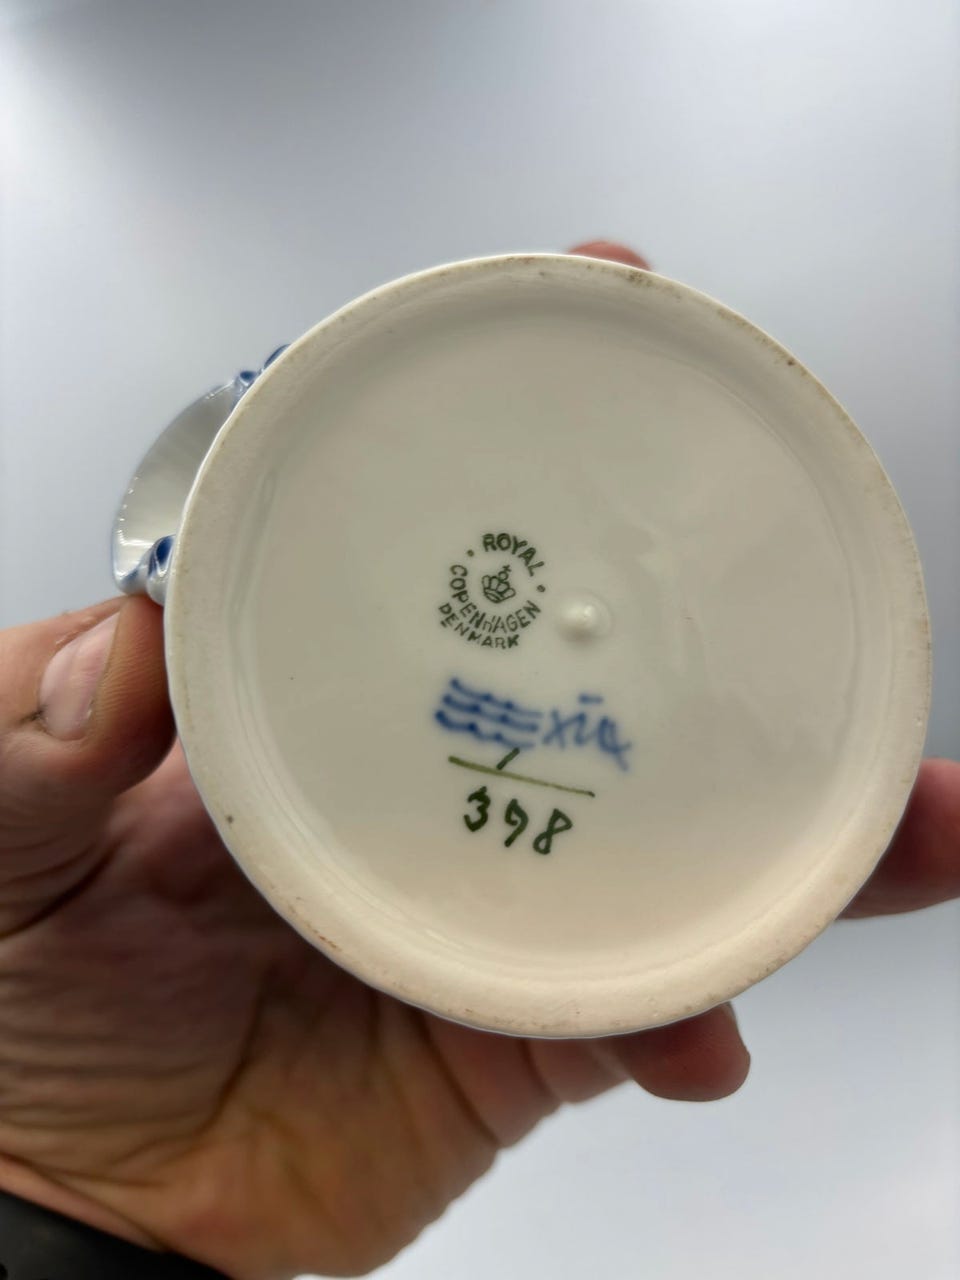 ROYAL
COPENHAGEN
DENMARK
1
398